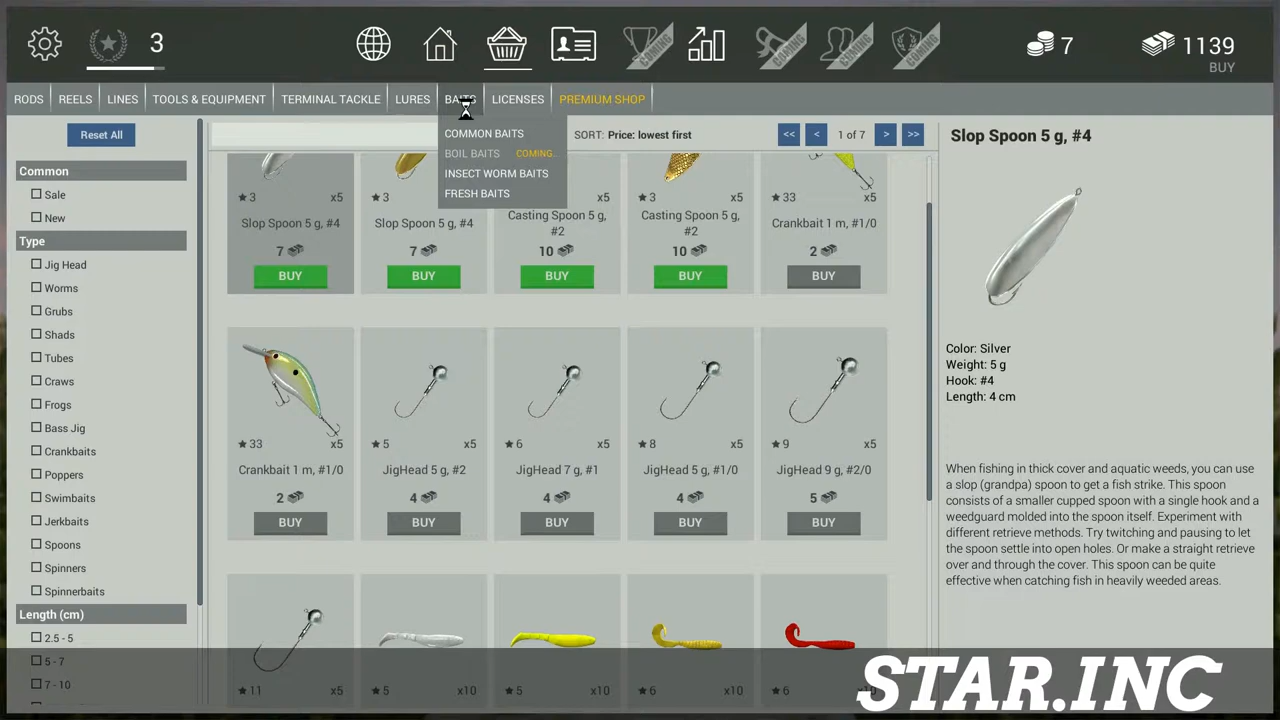 3
COMING
COMING
COMING
COMING
7
1139
BUY
RODS
REELS
LINES
TOOLS & EQUIPMENT
TERMINAL TACKLE
LURES
BAITS
LICENSES
PREMIUM SHOP
COMMON BAITS
BOIL BAITS COMING
INSECT WORM BAITS
FRESH BAITS
Reset All
Common
Sale
New
Type
Jig Head
Worms
Grubs
Shads
Tubes
Craws
Frogs
Bass Jig
Crankbaits
Poppers
Swimbaits
Jerkbaits
Spoons
Spinners
Spinnerbaits
Length (cm)
2.5 - 5
5 - 7
7 - 10
SORT: Price: lowest first
<<
<
1 of 7
>
>>
3 x5
Slop Spoon 5 g, #4
7
BUY
3
Slop Spoon 5 g, #4
7
BUY
Casting Spoon 5 g,
#2
10
BUY
3 x5
Casting Spoon 5 g,
#2
10
BUY
33 x5
Crankbait 1 m, #1/0
2
BUY
33 x5
Crankbait 1 m, #1/0
2
BUY
5 x5
JigHead 5 g, #2
4
BUY
6 x5
JigHead 7 g, #1
4
BUY
8 x5
JigHead 5 g, #1/0
4
BUY
9 x5
JigHead 9 g, #2/0
5
BUY
11 x5
5 x10
5 x10
6 x10
6 x10
Slop Spoon 5 g, #4
Color: Silver
Weight: 5 g
Hook: #4
Length: 4 cm
When fishing in thick cover and aquatic weeds, you can use
a slop (grandpa) spoon to get a fish strike. This spoon
consists of a smaller cupped spoon with a single hook and a
weedguard molded into the spoon itself. Experiment with
different retrieve methods. Try twitching and pausing to let
the spoon settle into open holes. Or make a straight retrieve
over and through the cover. This spoon can be quite
effective when catching fish in heavily weeded areas.
STAR.INC